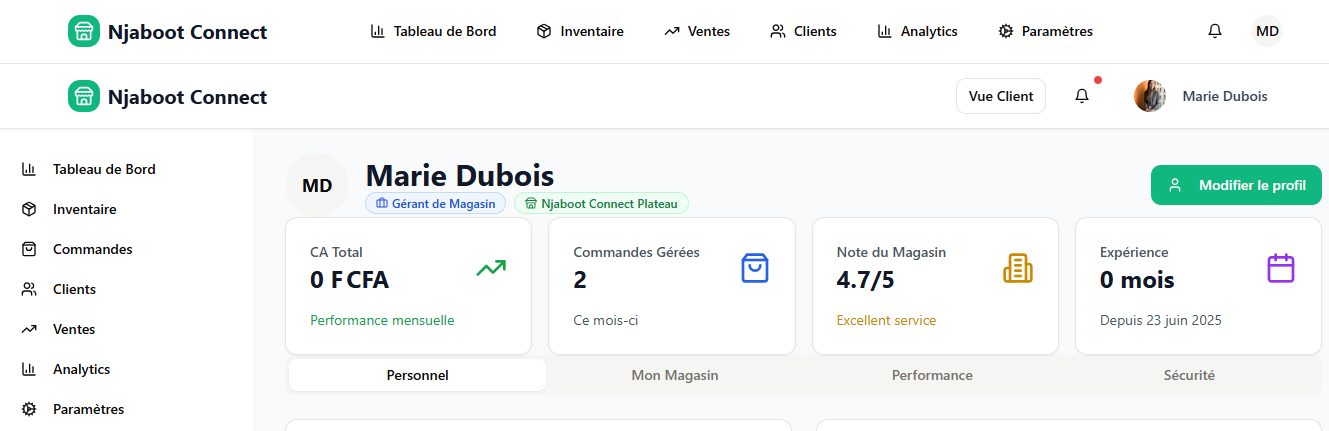 Njaboot Connect Tableau de Bord Inventaire Ventes Clients Analytics Paramètres MD
Njaboot Connect Vue Client Marie Dubois
Tableau de Bord
Inventaire
Commandes
Clients
Ventes
Analytics
Paramètres
MD
Marie Dubois
Gérant de Magasin Njaboot Connect Plateau
Modifier le profil
CA Total
0 F CFA
Performance mensuelle
Commandes Gérées
2
Ce mois-ci
Note du Magasin
4.7/5
Excellent service
Expérience
0 mois
Depuis 23 juin 2025
Personnel Mon Magasin Performance Sécurité